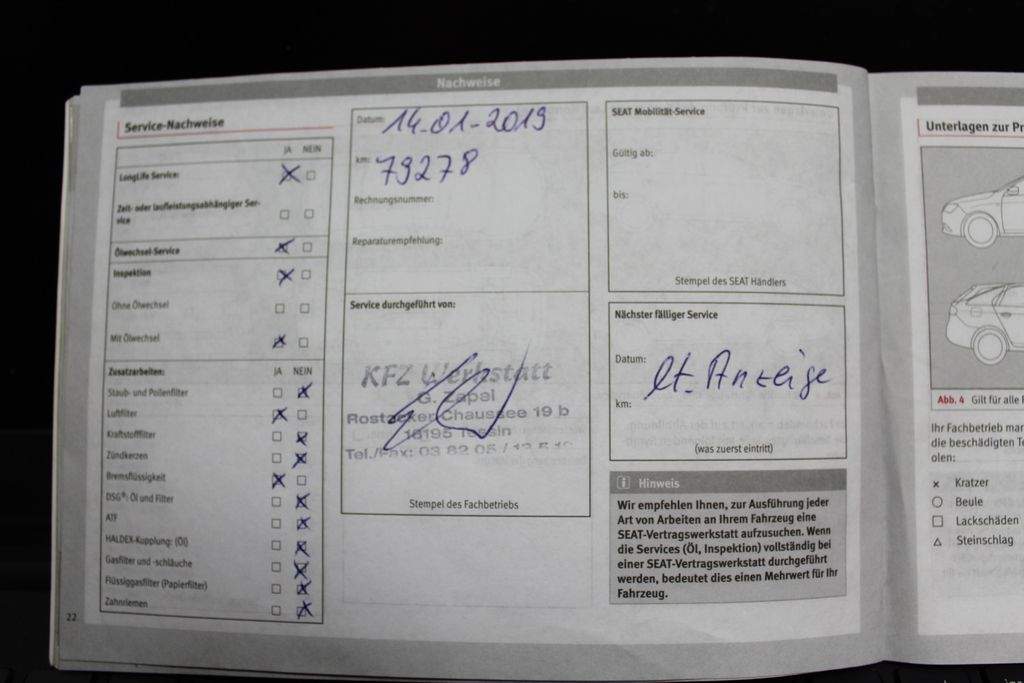 Nachweise
Service-Nachweise
JA NEIN
LongLife Service:
Zeit- oder laufleistungsabhängiger Ser-
vice
Ölwechsel-Service
Inspektion
Ohne Ölwechsel
Mit Ölwechsel
Zusatzarbeiten: JA NEIN
Staub- und Pollenfilter
Luftfilter
Kraftstofffilter
Zündkerzen
Bremsflüssigkeit
DSG®: Öl und Filter
ATF
HALDEX-Kupplung: (Öl)
Gasfilter und -schläuche
Flüssiggasfilter (Papierfilter)
Zahnriemen
22
Datum: 14-01-2019
km: 79278
Rechnungsnummer:
Reparaturempfehlung:
Service durchgeführt von:
KFZ Werkstatt
G. Zapel
Rostocker Chaussee 19 b
18195 Tessin
Tel./Fax: 03 82 05 / 
Stempel des Fachbetriebs
SEAT Mobilität-Service
Gültig ab:
bis:
Stempel des SEAT Händlers
Nächster fälliger Service
Datum: lt. Anzeige
km:
(was zuerst eintritt)
i Hinweis
Wir empfehlen Ihnen, zur Ausführung jeder
Art von Arbeiten an Ihrem Fahrzeug eine
SEAT-Vertragswerkstatt aufzusuchen. Wenn
die Services (Öl, Inspektion) vollständig bei
einer SEAT-Vertragswerkstatt durchgeführt
werden, bedeutet dies einen Mehrwert für Ihr
Fahrzeug.
Unterlagen zur Pr
Abb. 4 Gilt für alle
Ihr Fachbetrieb mar
die beschädigten Te
olen:
Kratzer
Beule
Lackschäden
Steinschlag